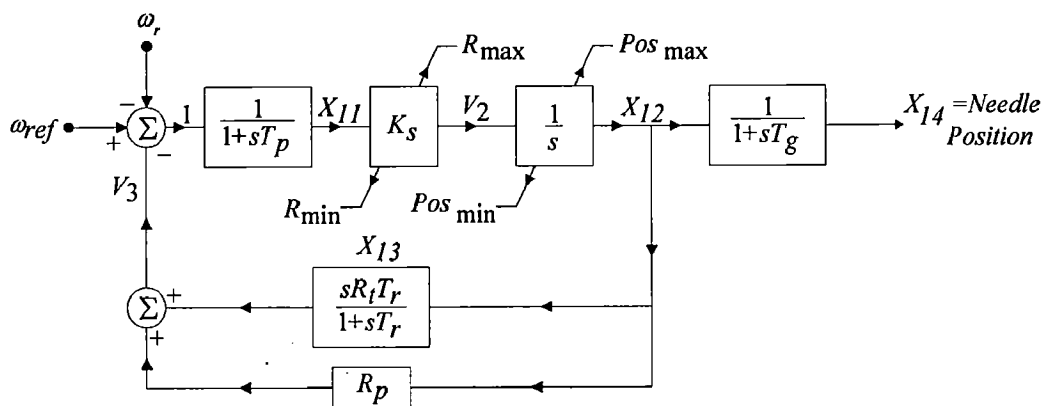 ω_r
R_max
Pos_max
ω_ref
−
+
Σ
−
1
1
1+sT_p
X_11
K_s
V_2
1
s
X_12
1
1+sT_g
X_14 =Needle
Position
V_3
R_min
Pos_min
X_13
sR_tT_r
1+sT_r
Σ
+
+
R_p